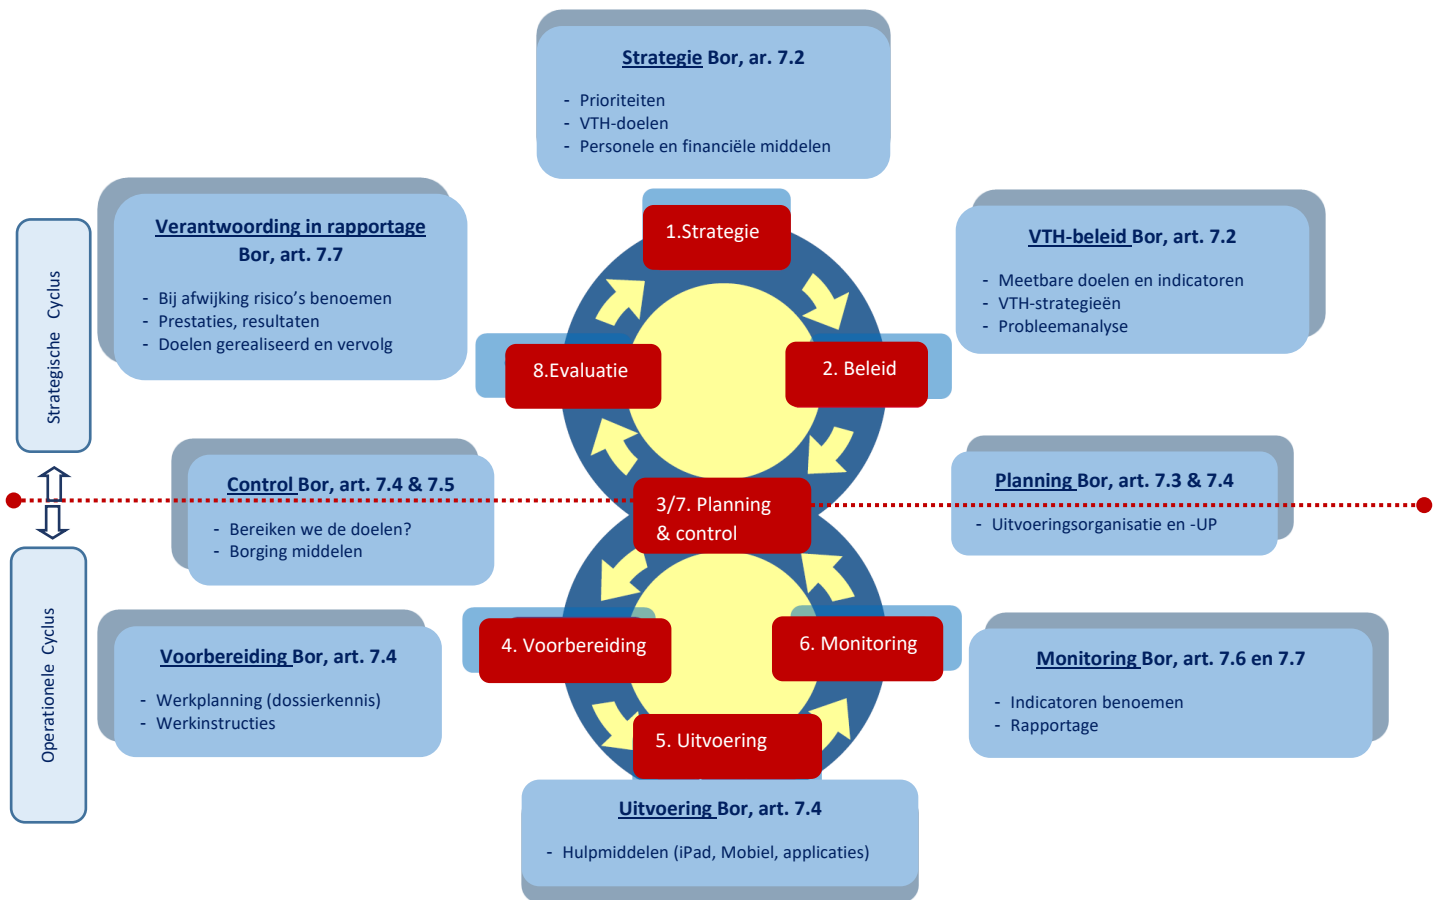 Strategie Bor, ar. 7.2
- Prioriteiten
- VTH-doelen
- Personele en financiële middelen
Verantwoording in rapportage
Bor, art. 7.7
- Bij afwijking risico's benoemen
- Prestaties, resultaten
- Doelen gerealiseerd en vervolg
1.Strategie
VTH-beleid Bor, art. 7.2
- Meetbare doelen en indicatoren
- VTH-strategieën
- Probleemanalyse
Strategische Cyclus
8.Evaluatie
2. Beleid
Control Bor, art. 7.4 & 7.5
- Bereiken we de doelen?
- Borging middelen
3/7. Planning
& control
Planning Bor, art. 7.3 & 7.4
- Uitvoeringsorganisatie en -UP
Operationele Cyclus
Voorbereiding Bor, art. 7.4
- Werkplanning (dossierkennis)
- Werkinstructies
4. Voorbereiding
6. Monitoring
Monitoring Bor, art. 7.6 en 7.7
- Indicatoren benoemen
- Rapportage
5. Uitvoering
Uitvoering Bor, art. 7.4
- Hulpmiddelen (iPad, Mobiel, applicaties)